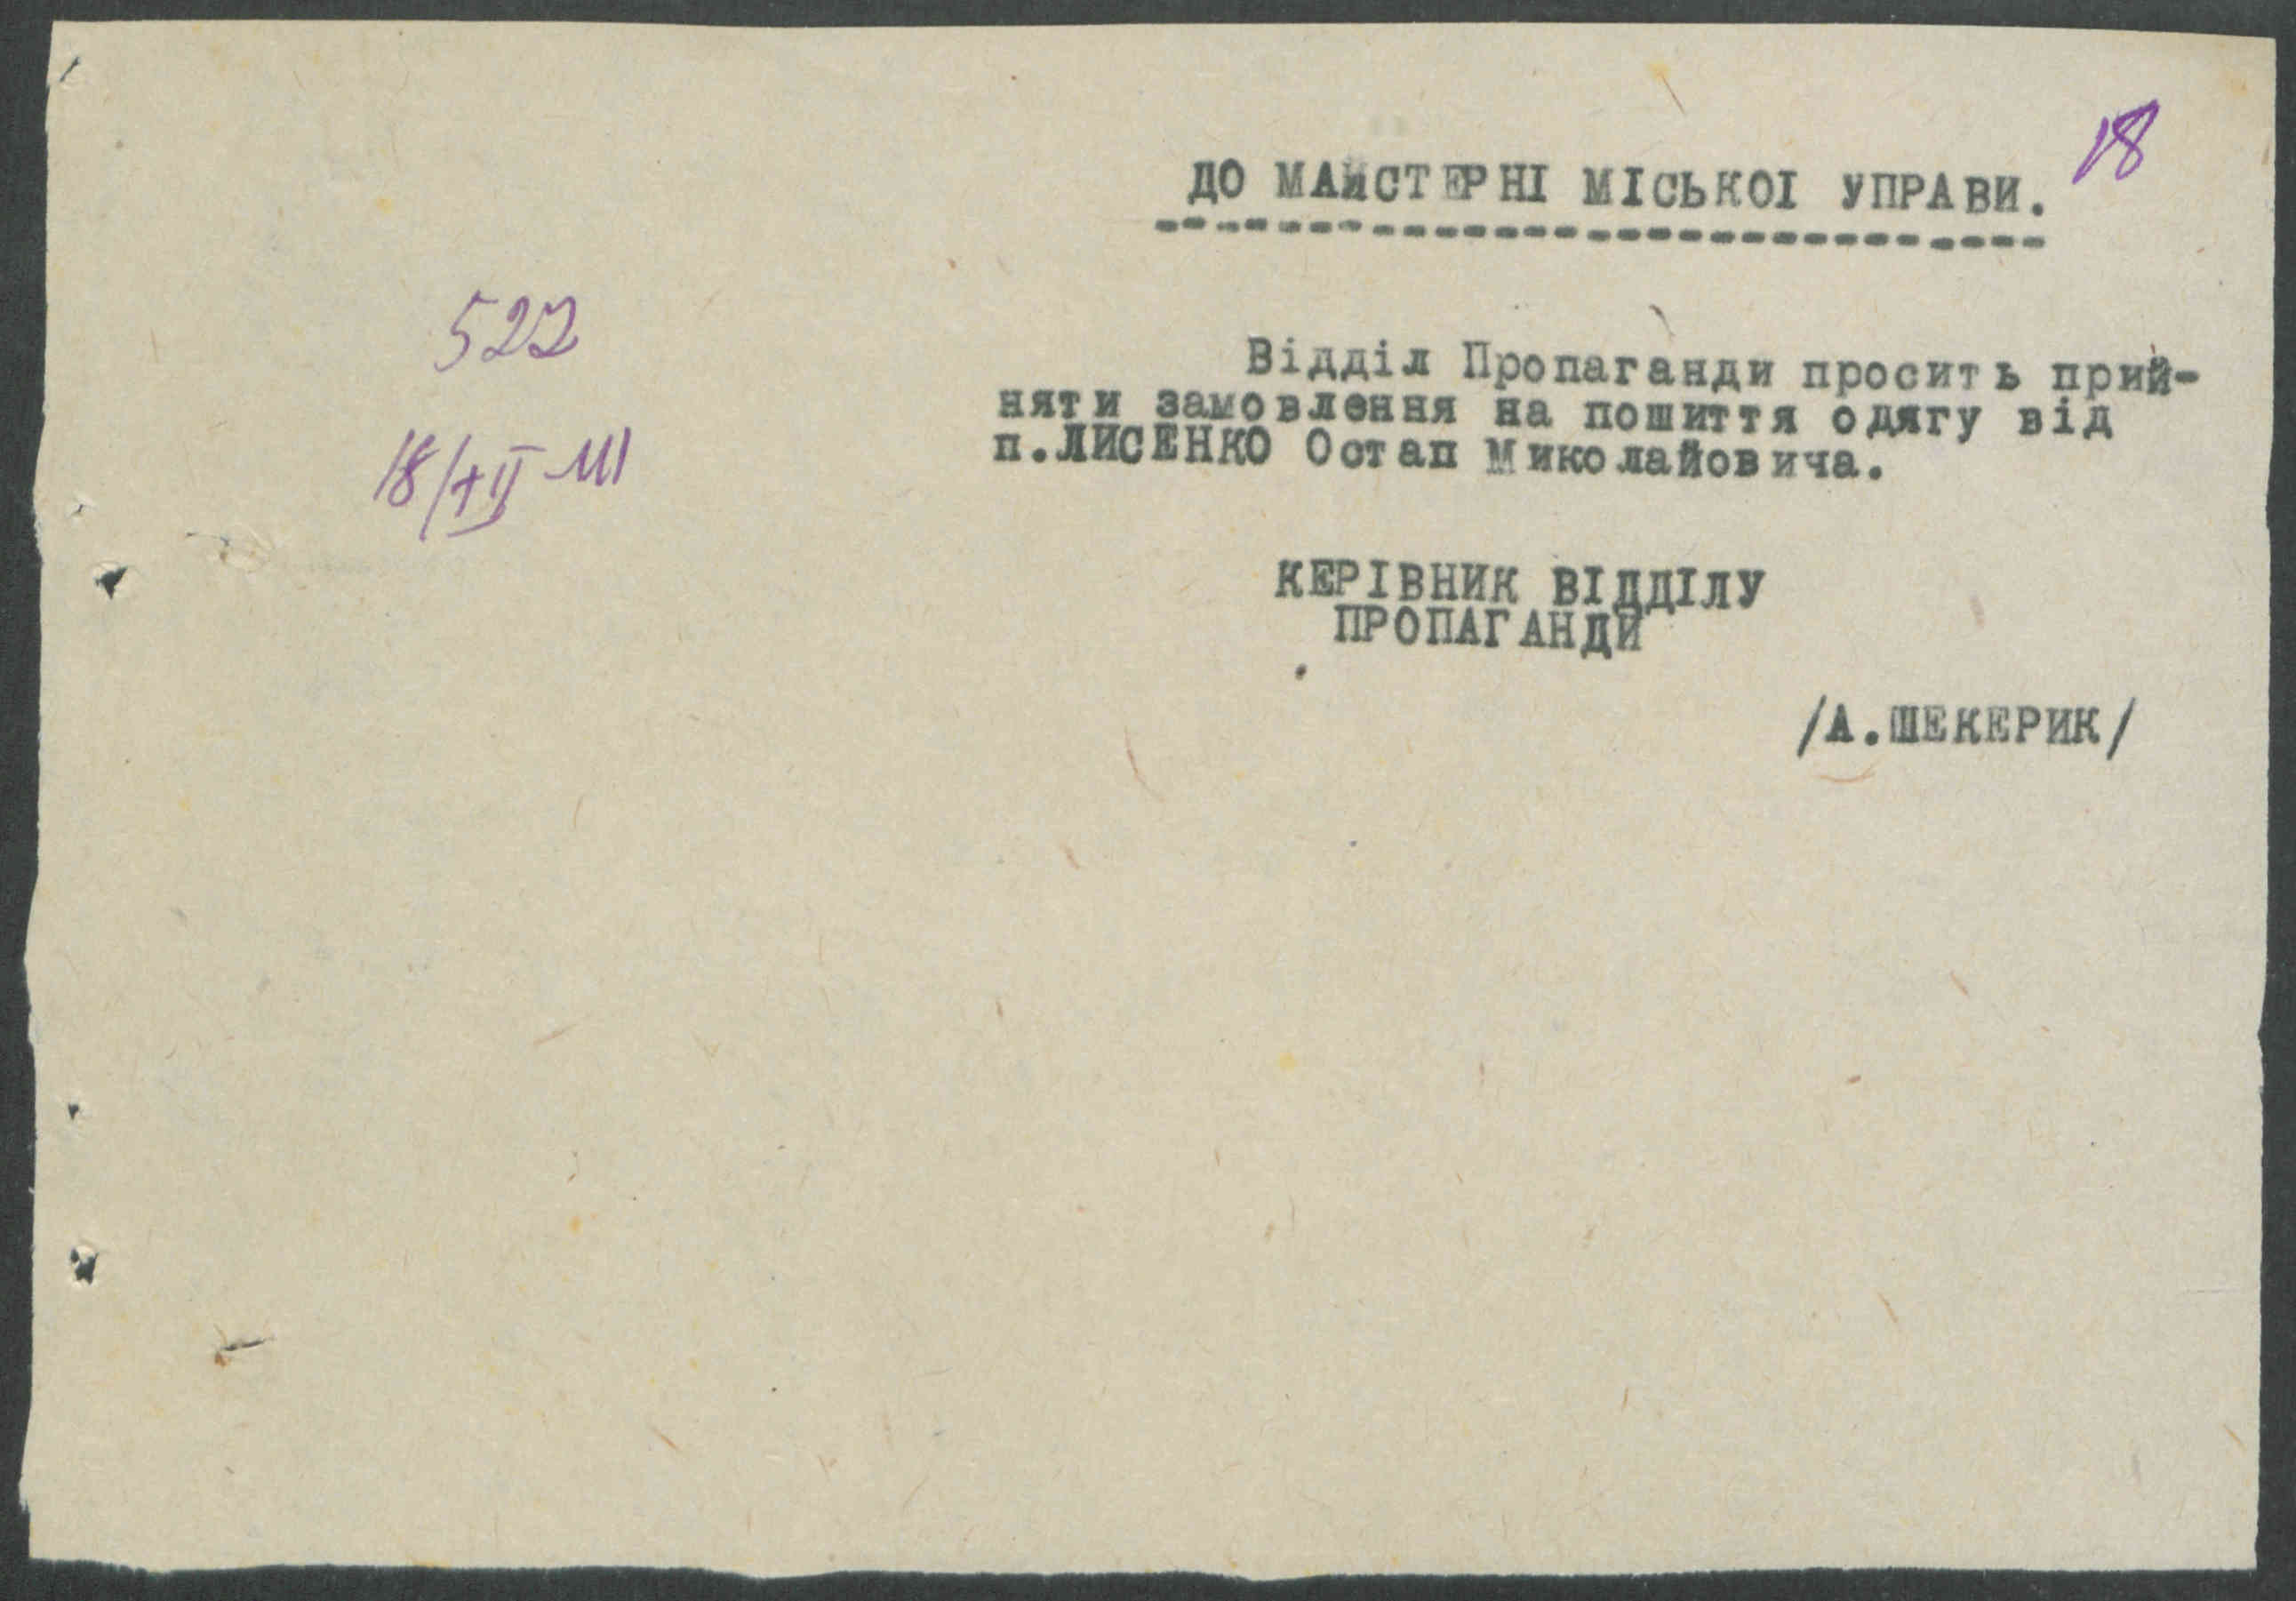 18
ДО МАЙСТЕРНІ МІСЬКОІ УПРАВИ.
522
Відділ Пропаганди просить прий-
няти замовлення на пошиття одягу від
п.ЛИСЕНКО Остап Миколайовича.
18/XII-41
КЕРІВНИК ВІДДІЛУ
ПРОПАГАНДИ
/А.ШЕКЕРИК/